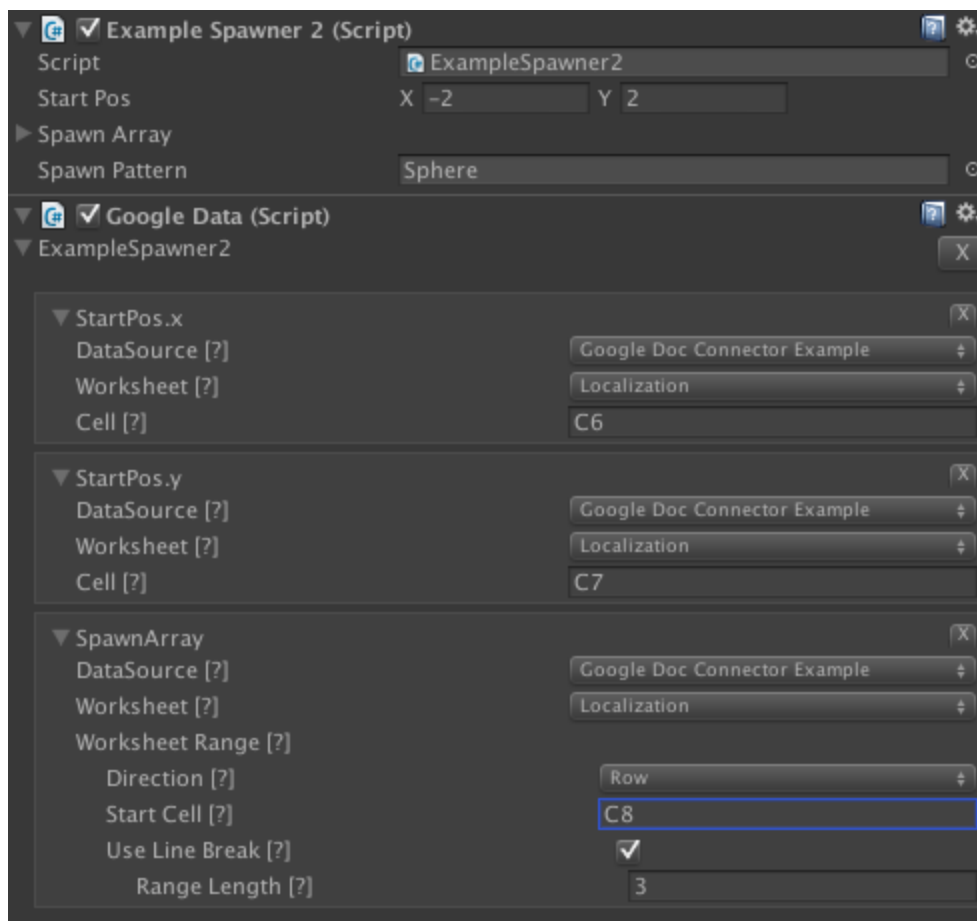 Example Spawner 2 (Script)
Script ExampleSpawner2
Start Pos X -2 Y 2
Spawn Array
Spawn Pattern Sphere
Google Data (Script)
ExampleSpawner2 X
StartPos.x X
DataSource [?] Google Doc Connector Example
Worksheet [?] Localization
Cell [?] C6
StartPos.y X
DataSource [?] Google Doc Connector Example
Worksheet [?] Localization
Cell [?] C7
SpawnArray X
DataSource [?] Google Doc Connector Example
Worksheet [?] Localization
Worksheet Range [?]
Direction [?] Row
Start Cell [?] C8
Use Line Break [?]
Range Length [?] 3